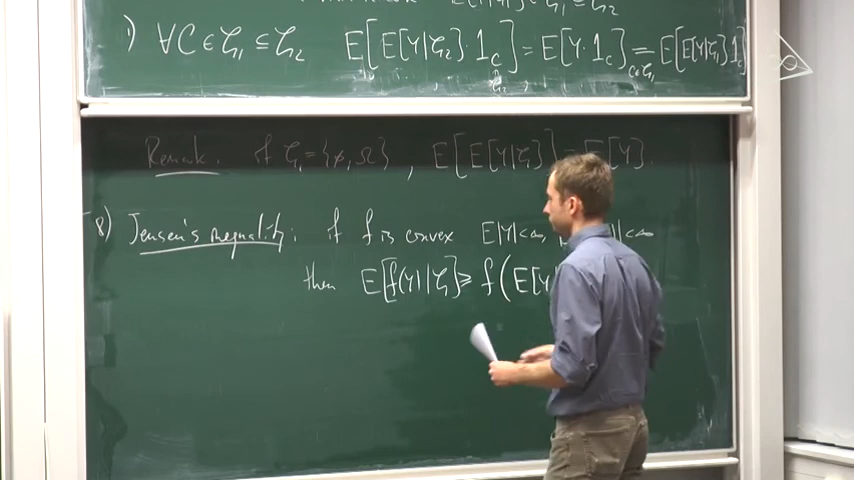 1) ∀C ∈ 𝒢₁ ⊆ 𝒢₂ E[E[Y|𝒢₂]·1_C] = E[Y·1_C] =_{C∈𝒢₁} E[E[Y|𝒢₁]1_C]
Remark. if 𝒢₁ = {∅, Ω}, E[E[Y|𝒢₁]] = E[Y].
8) Jensen's inequality: if f is convex E|Y|<∞, |<∞
then E[f(Y)|𝒢] ≥ f(E[Y